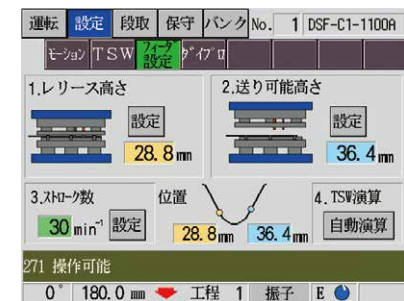 運転 設定 段取 保守 バンク No. 1 DSF-C1-1100A
モーション TSW フィーダ設定 ダイプロ
1.レリース高さ 2.送り可能高さ
設定 設定
28.8mm 36.4mm
3.ストローク数 位置 4.TSW演算
30 min⁻¹ 設定 28.8mm 36.4mm 自動演算
271 操作可能
0° 180.0 mm 工程 1 振子 E